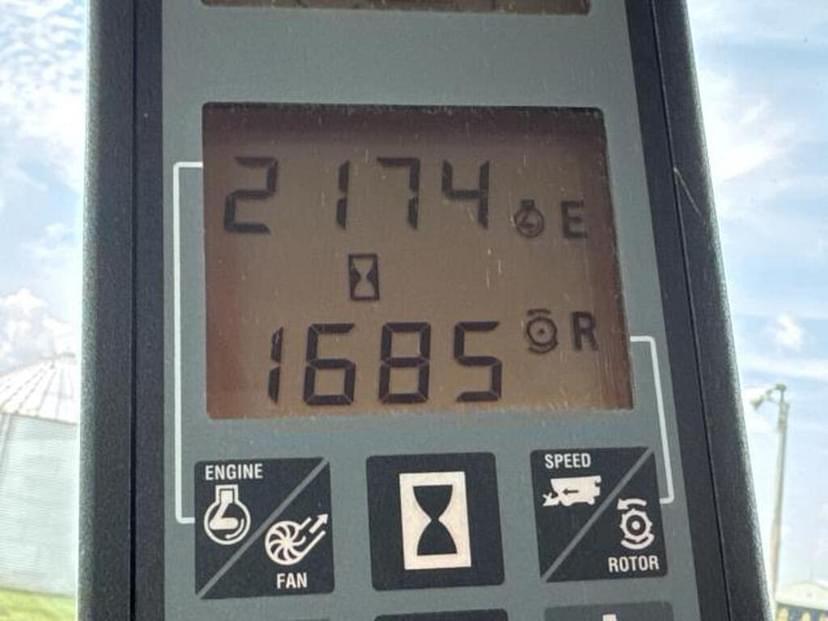 2174 E
1685 R
ENGINE
FAN
SPEED
ROTOR